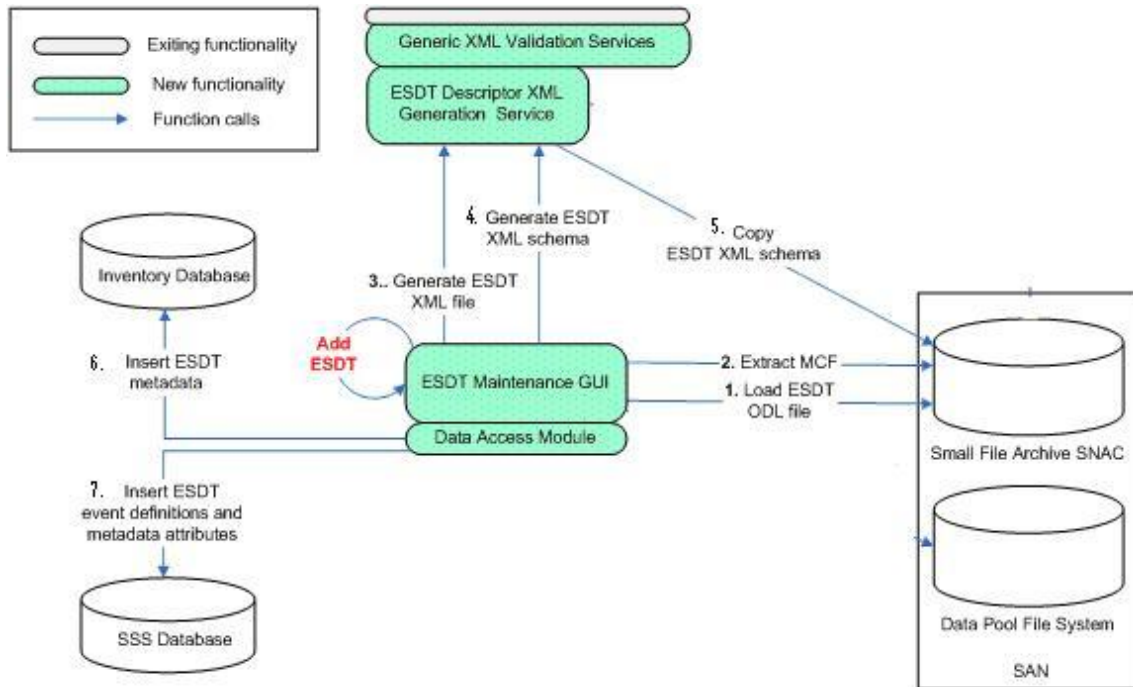 Exiting functionality
New functionality
Function calls
Generic XML Validation Services
ESDT Descriptor XML
Generation Service
4. Generate ESDT
XML schema
5. Copy
ESDT XML schema
Inventory Database
3.. Generate ESDT
XML file
Add
ESDT
6. Insert ESDT
metadata
ESDT Maintenance GUI
2. Extract MCF
1. Load ESDT
ODL file
Data Access Module
Small File Archive SNAC
7. Insert ESDT
event definitions and
metadata attributes
SSS Database
Data Pool File System
SAN